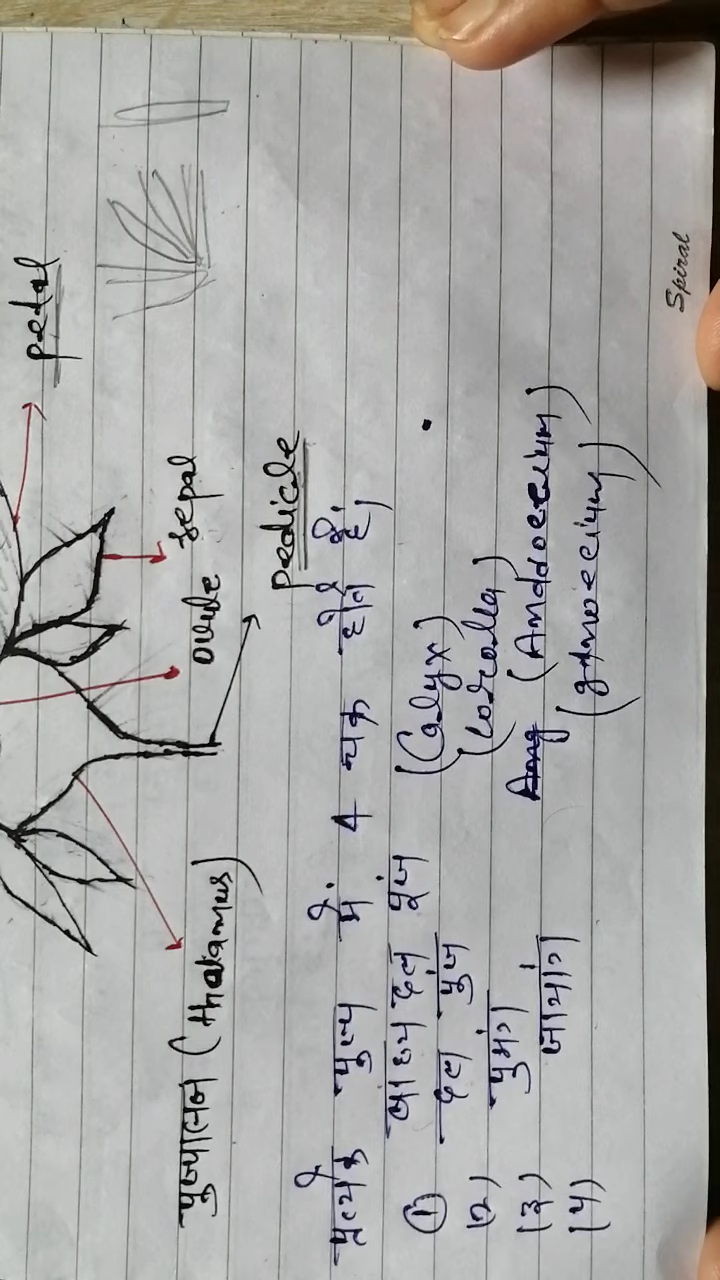 petal
sepal
ovule
pedicle
पुष्पासन (thalamus)
प्रत्येक पुष्प में 4 चक्र होते हैं।
① बाह्य दल पुंज (Calyx)
(2) दल पुंज (corolla)
(3) पुमंग (Androecium)
(4) जायांग (gynoecium)
Spiral